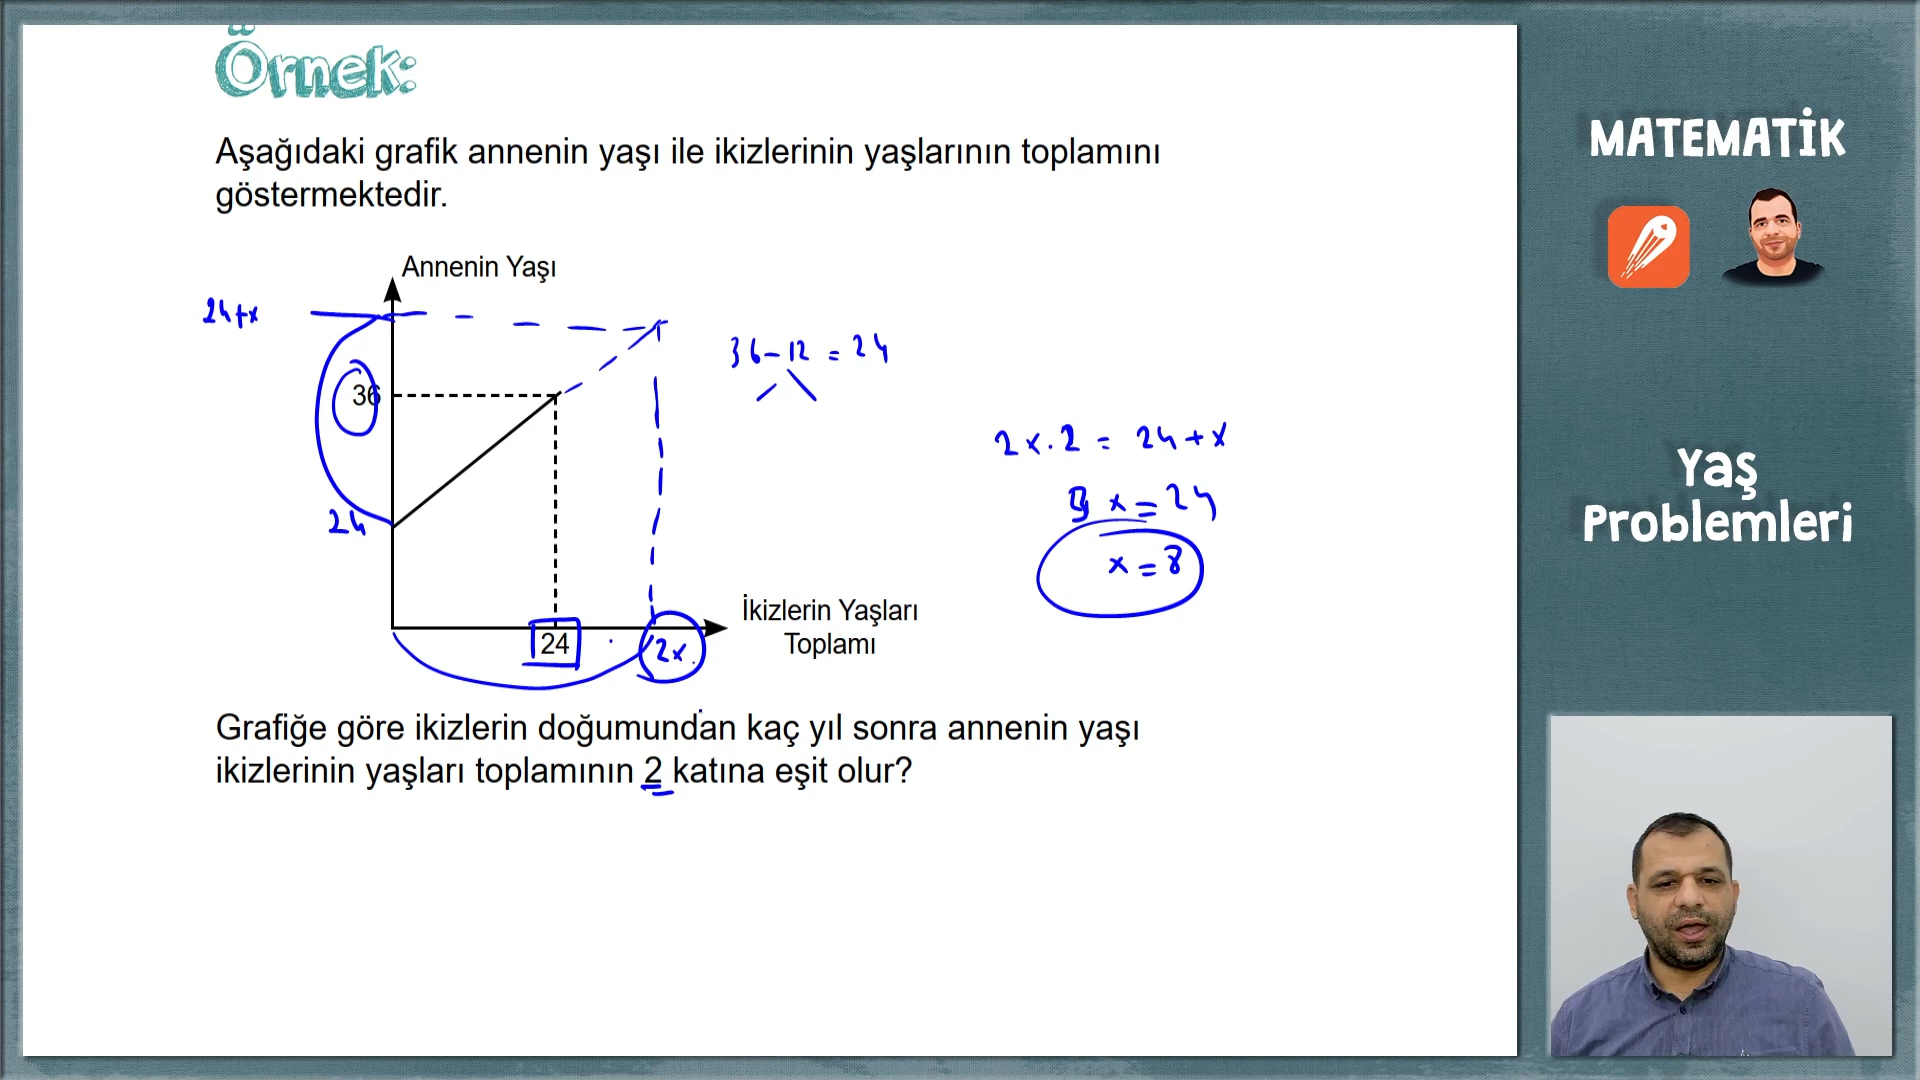 Örnek:
Aşağıdaki grafik annenin yaşı ile ikizlerinin yaşlarının toplamını
göstermektedir.
Annenin Yaşı
24+x
36
24
36-12 = 24
2x.2 = 24+x
3x = 24
x = 8
İkizlerin Yaşları
Toplamı
24
2x
Grafiğe göre ikizlerin doğumundan kaç yıl sonra annenin yaşı
ikizlerinin yaşları toplamının 2 katına eşit olur?
MATEMATİK
Yaş
Problemleri